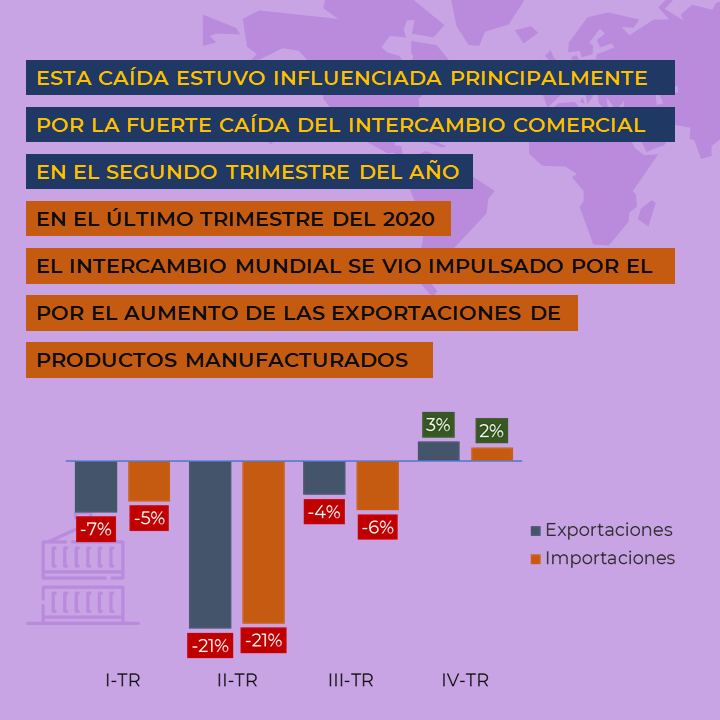 ESTA CAÍDA ESTUVO INFLUENCIADA PRINCIPALMENTE
POR LA FUERTE CAÍDA DEL INTERCAMBIO COMERCIAL
EN EL SEGUNDO TRIMESTRE DEL AÑO
EN EL ÚLTIMO TRIMESTRE DEL 2020
EL INTERCAMBIO MUNDIAL SE VIO IMPULSADO POR EL
POR EL AUMENTO DE LAS EXPORTACIONES DE
PRODUCTOS MANUFACTURADOS
3% 2%
-7% -5% -4% -6%
-21% -21%
Exportaciones
Importaciones
I-TR II-TR III-TR IV-TR